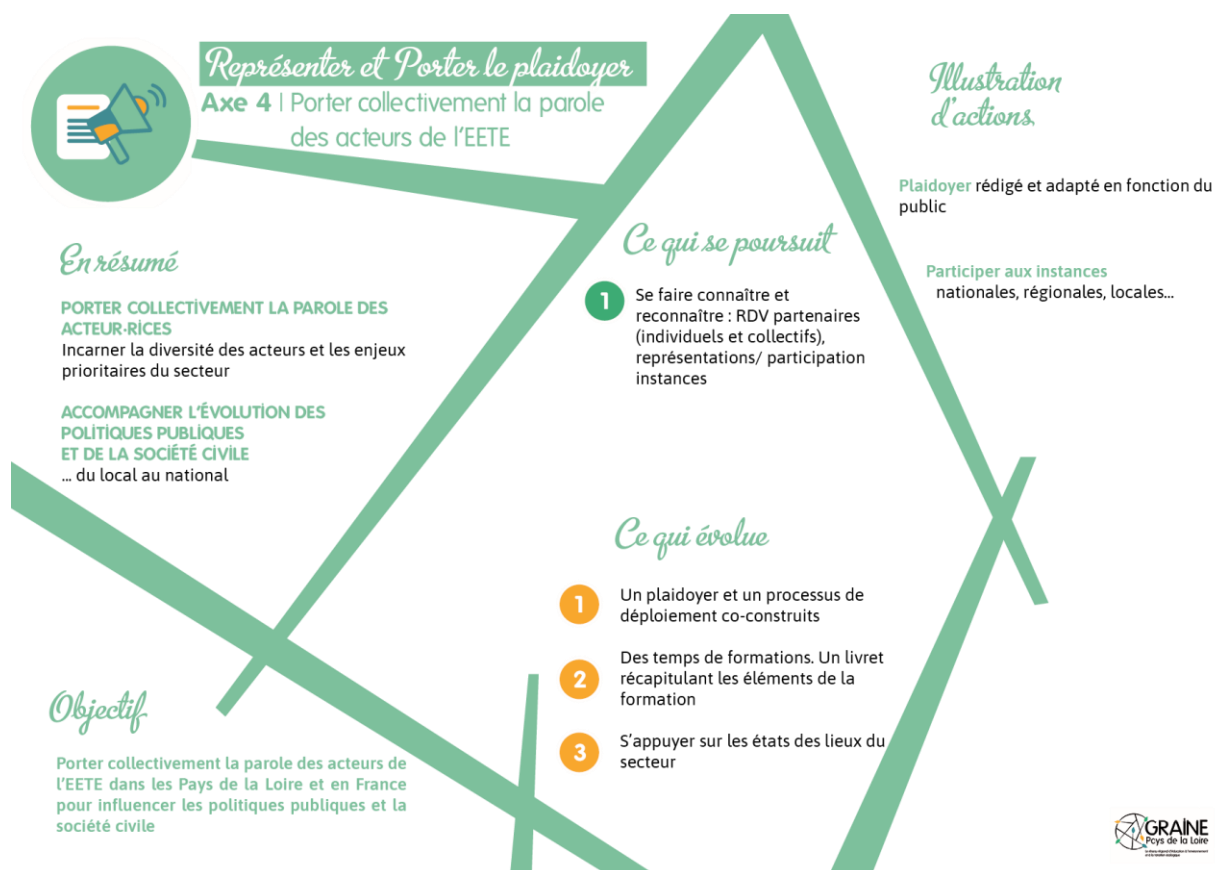 Représenter et Porter le plaidoyer
Axe 4 | Porter collectivement la parole
des acteurs de l'EETE
En résumé
PORTER COLLECTIVEMENT LA PAROLE DES
ACTEUR·RICES
Incarner la diversité des acteurs et les enjeux
prioritaires du secteur
ACCOMPAGNER L'ÉVOLUTION DES
POLITIQUES PUBLIQUES
ET DE LA SOCIÉTÉ CIVILE
... du local au national
Objectif
Porter collectivement la parole des acteurs de
l'EETE dans les Pays de la Loire et en France
pour influencer les politiques publiques et la
société civile
Ce qui se poursuit
1
Se faire connaître et
reconnaître : RDV partenaires
(individuels et collectifs),
représentations/ participation
instances
Ce qui évolue
1
Un plaidoyer et un processus de
déploiement co-construits
2
Des temps de formations. Un livret
récapitulant les éléments de la
formation
3
S'appuyer sur les états des lieux du
secteur
Illustration
d'actions
Plaidoyer rédigé et adapté en fonction du
public
Participer aux instances
nationales, régionales, locales...
GRAINE
Pays de la Loire